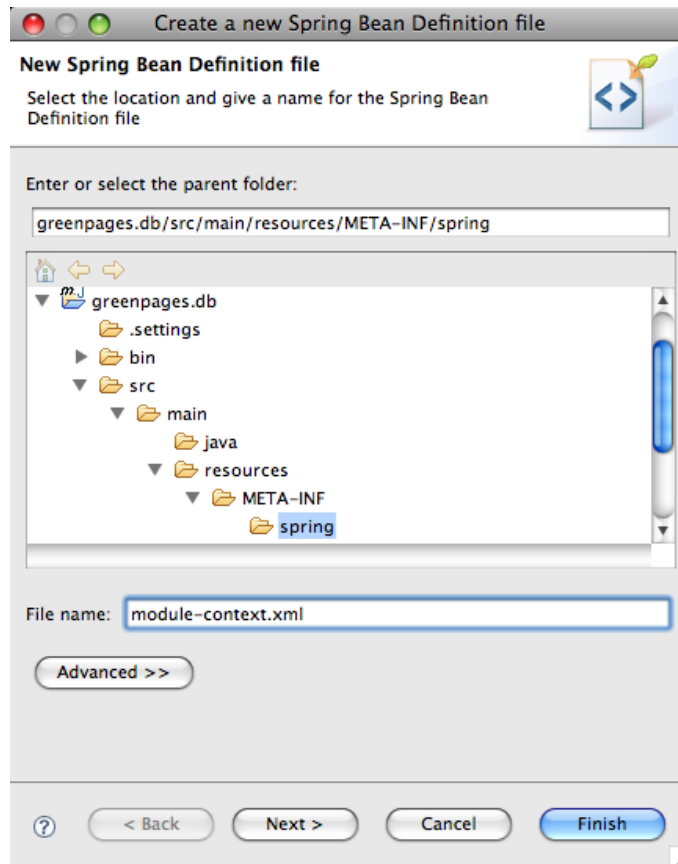 Create a new Spring Bean Definition file
New Spring Bean Definition file
Select the location and give a name for the Spring Bean
Definition file
Enter or select the parent folder:
greenpages.db/src/main/resources/META-INF/spring
greenpages.db
.settings
bin
src
main
java
resources
META-INF
spring
File name: module-context.xml
Advanced >>
? < Back Next > Cancel Finish